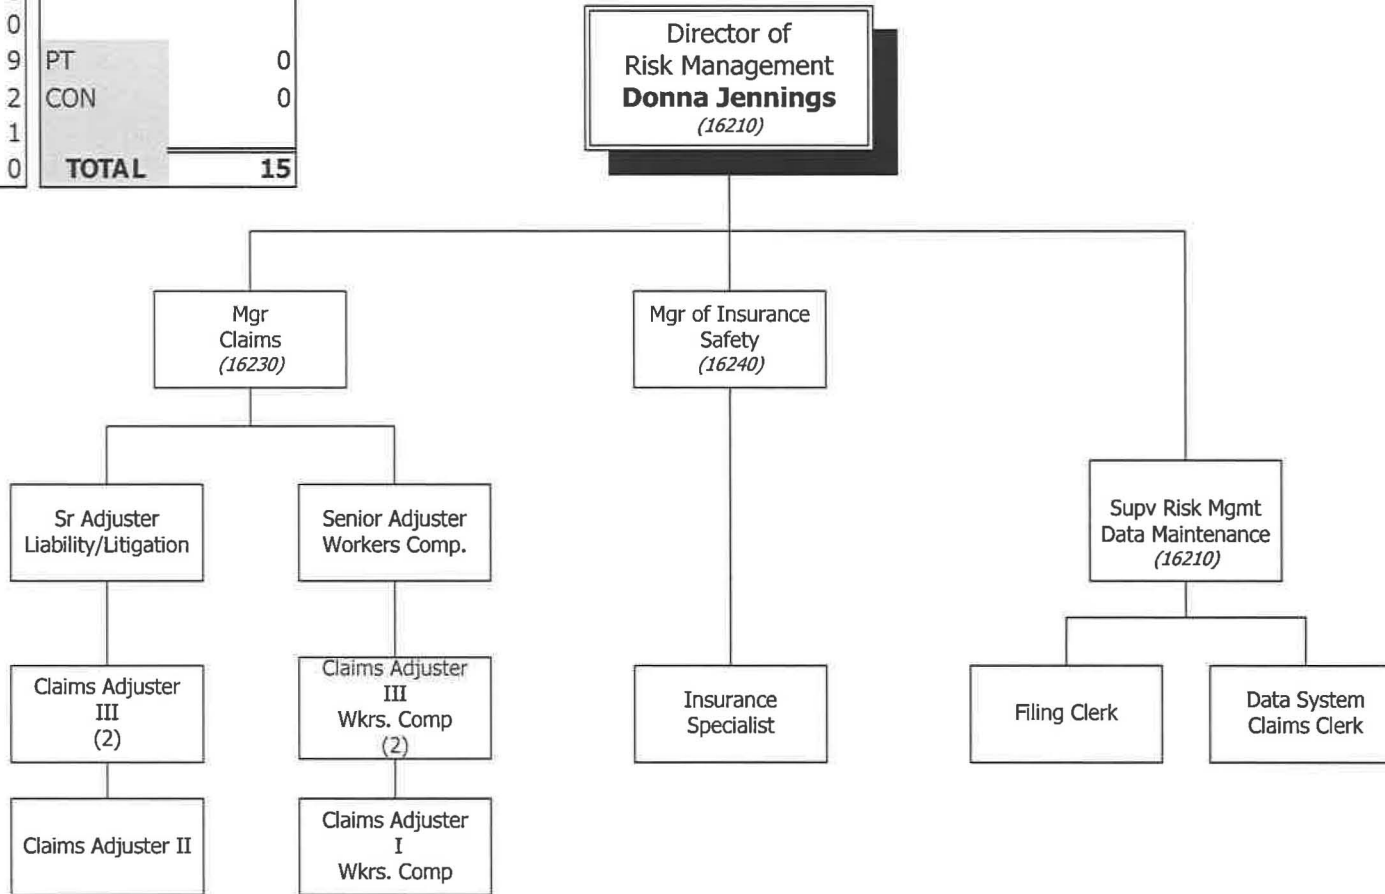 0
9 PT 0
2 CON 0
1
0 TOTAL 15
Director of
Risk Management
Donna Jennings
(16210)
Mgr
Claims
(16230)
Mgr of Insurance
Safety
(16240)
Sr Adjuster
Liability/Litigation
Senior Adjuster
Workers Comp.
Supv Risk Mgmt
Data Maintenance
(16210)
Claims Adjuster
III
(2)
Claims Adjuster
III
Wkrs. Comp
(2)
Insurance
Specialist
Filing Clerk
Data System
Claims Clerk
Claims Adjuster II
Claims Adjuster
I
Wkrs. Comp